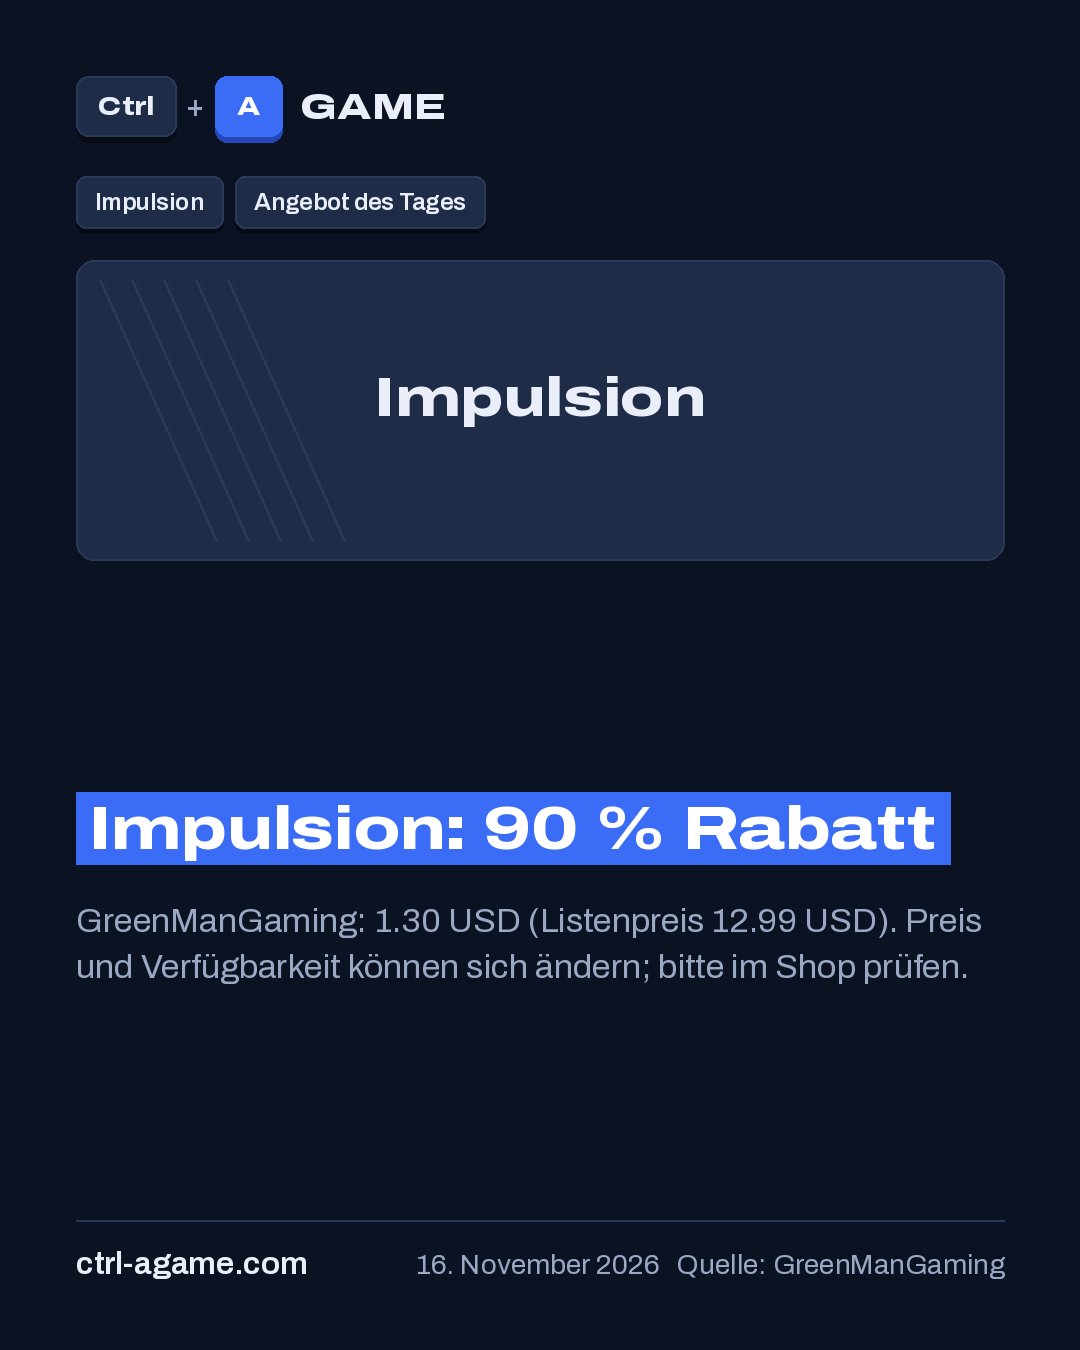 Ctrl + A GAME
Impulsion Angebot des Tages
Impulsion
Impulsion: 90 % Rabatt
GreenManGaming: 1.30 USD (Listenpreis 12.99 USD). Preis
und Verfügbarkeit können sich ändern; bitte im Shop prüfen.
ctrl-agame.com 16. November 2026 Quelle: GreenManGaming